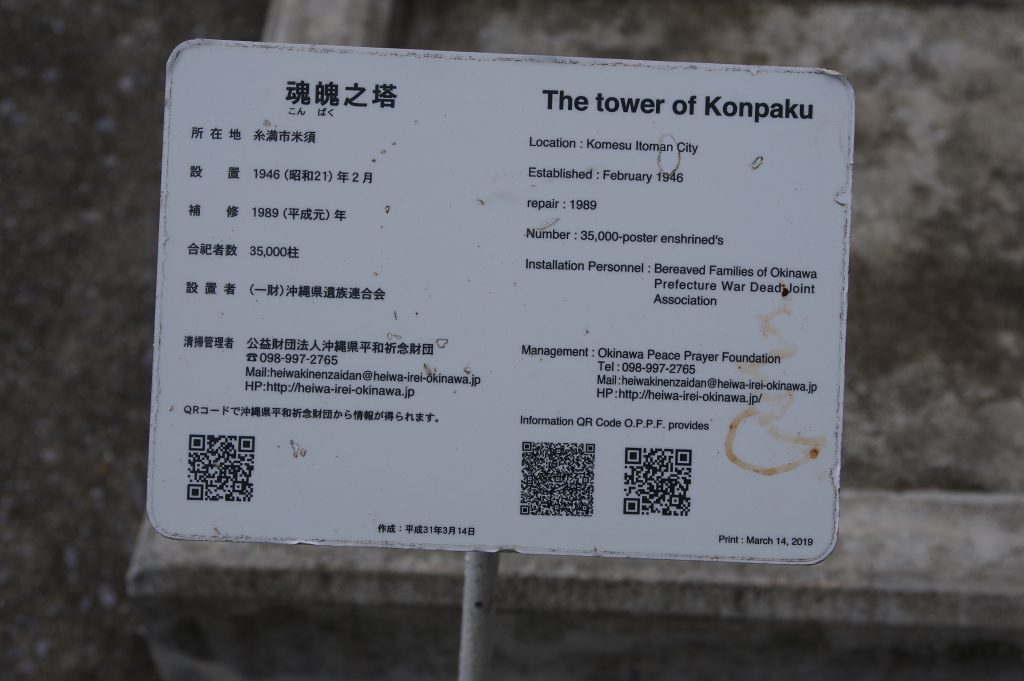 魂魄之塔
こん ぱく
所在地 糸満市米須
設置 1946(昭和21)年2月
補修 1989(平成元)年
合祀者数 35,000柱
設置者 (一財)沖縄県遺族連合会
清掃管理者 公益財団法人沖縄県平和祈念財団
☎098-997-2765
Mail:heiwakinenzaidan@heiwa-irei-okinawa.jp
HP:http://heiwa-irei-okinawa.jp
QRコードで沖縄県平和祈念財団から情報が得られます。
作成:平成31年3月14日
The tower of Konpaku
Location : Komesu Itoman City
Established : February 1946
repair : 1989
Number : 35,000-poster enshrined's
Installation Personnel : Bereaved Families of Okinawa
Prefecture War Dead Joint
Association
Management : Okinawa Peace Prayer Foundation
Tel : 098-997-2765
Mail:heiwakinenzaidan@heiwa-irei-okinawa.jp
HP:http://heiwa-irei-okinawa.jp/
Information QR Code O.P.P.F. provides
Print : March 14, 2019